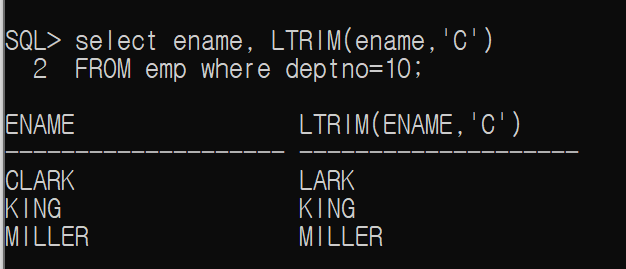 SQL> select ename, LTRIM(ename,'C')
  2  FROM emp where deptno=10;
ENAME                LTRIM(ENAME,'C')
-------------------- --------------------
CLARK                LARK
KING                 KING
MILLER               MILLER